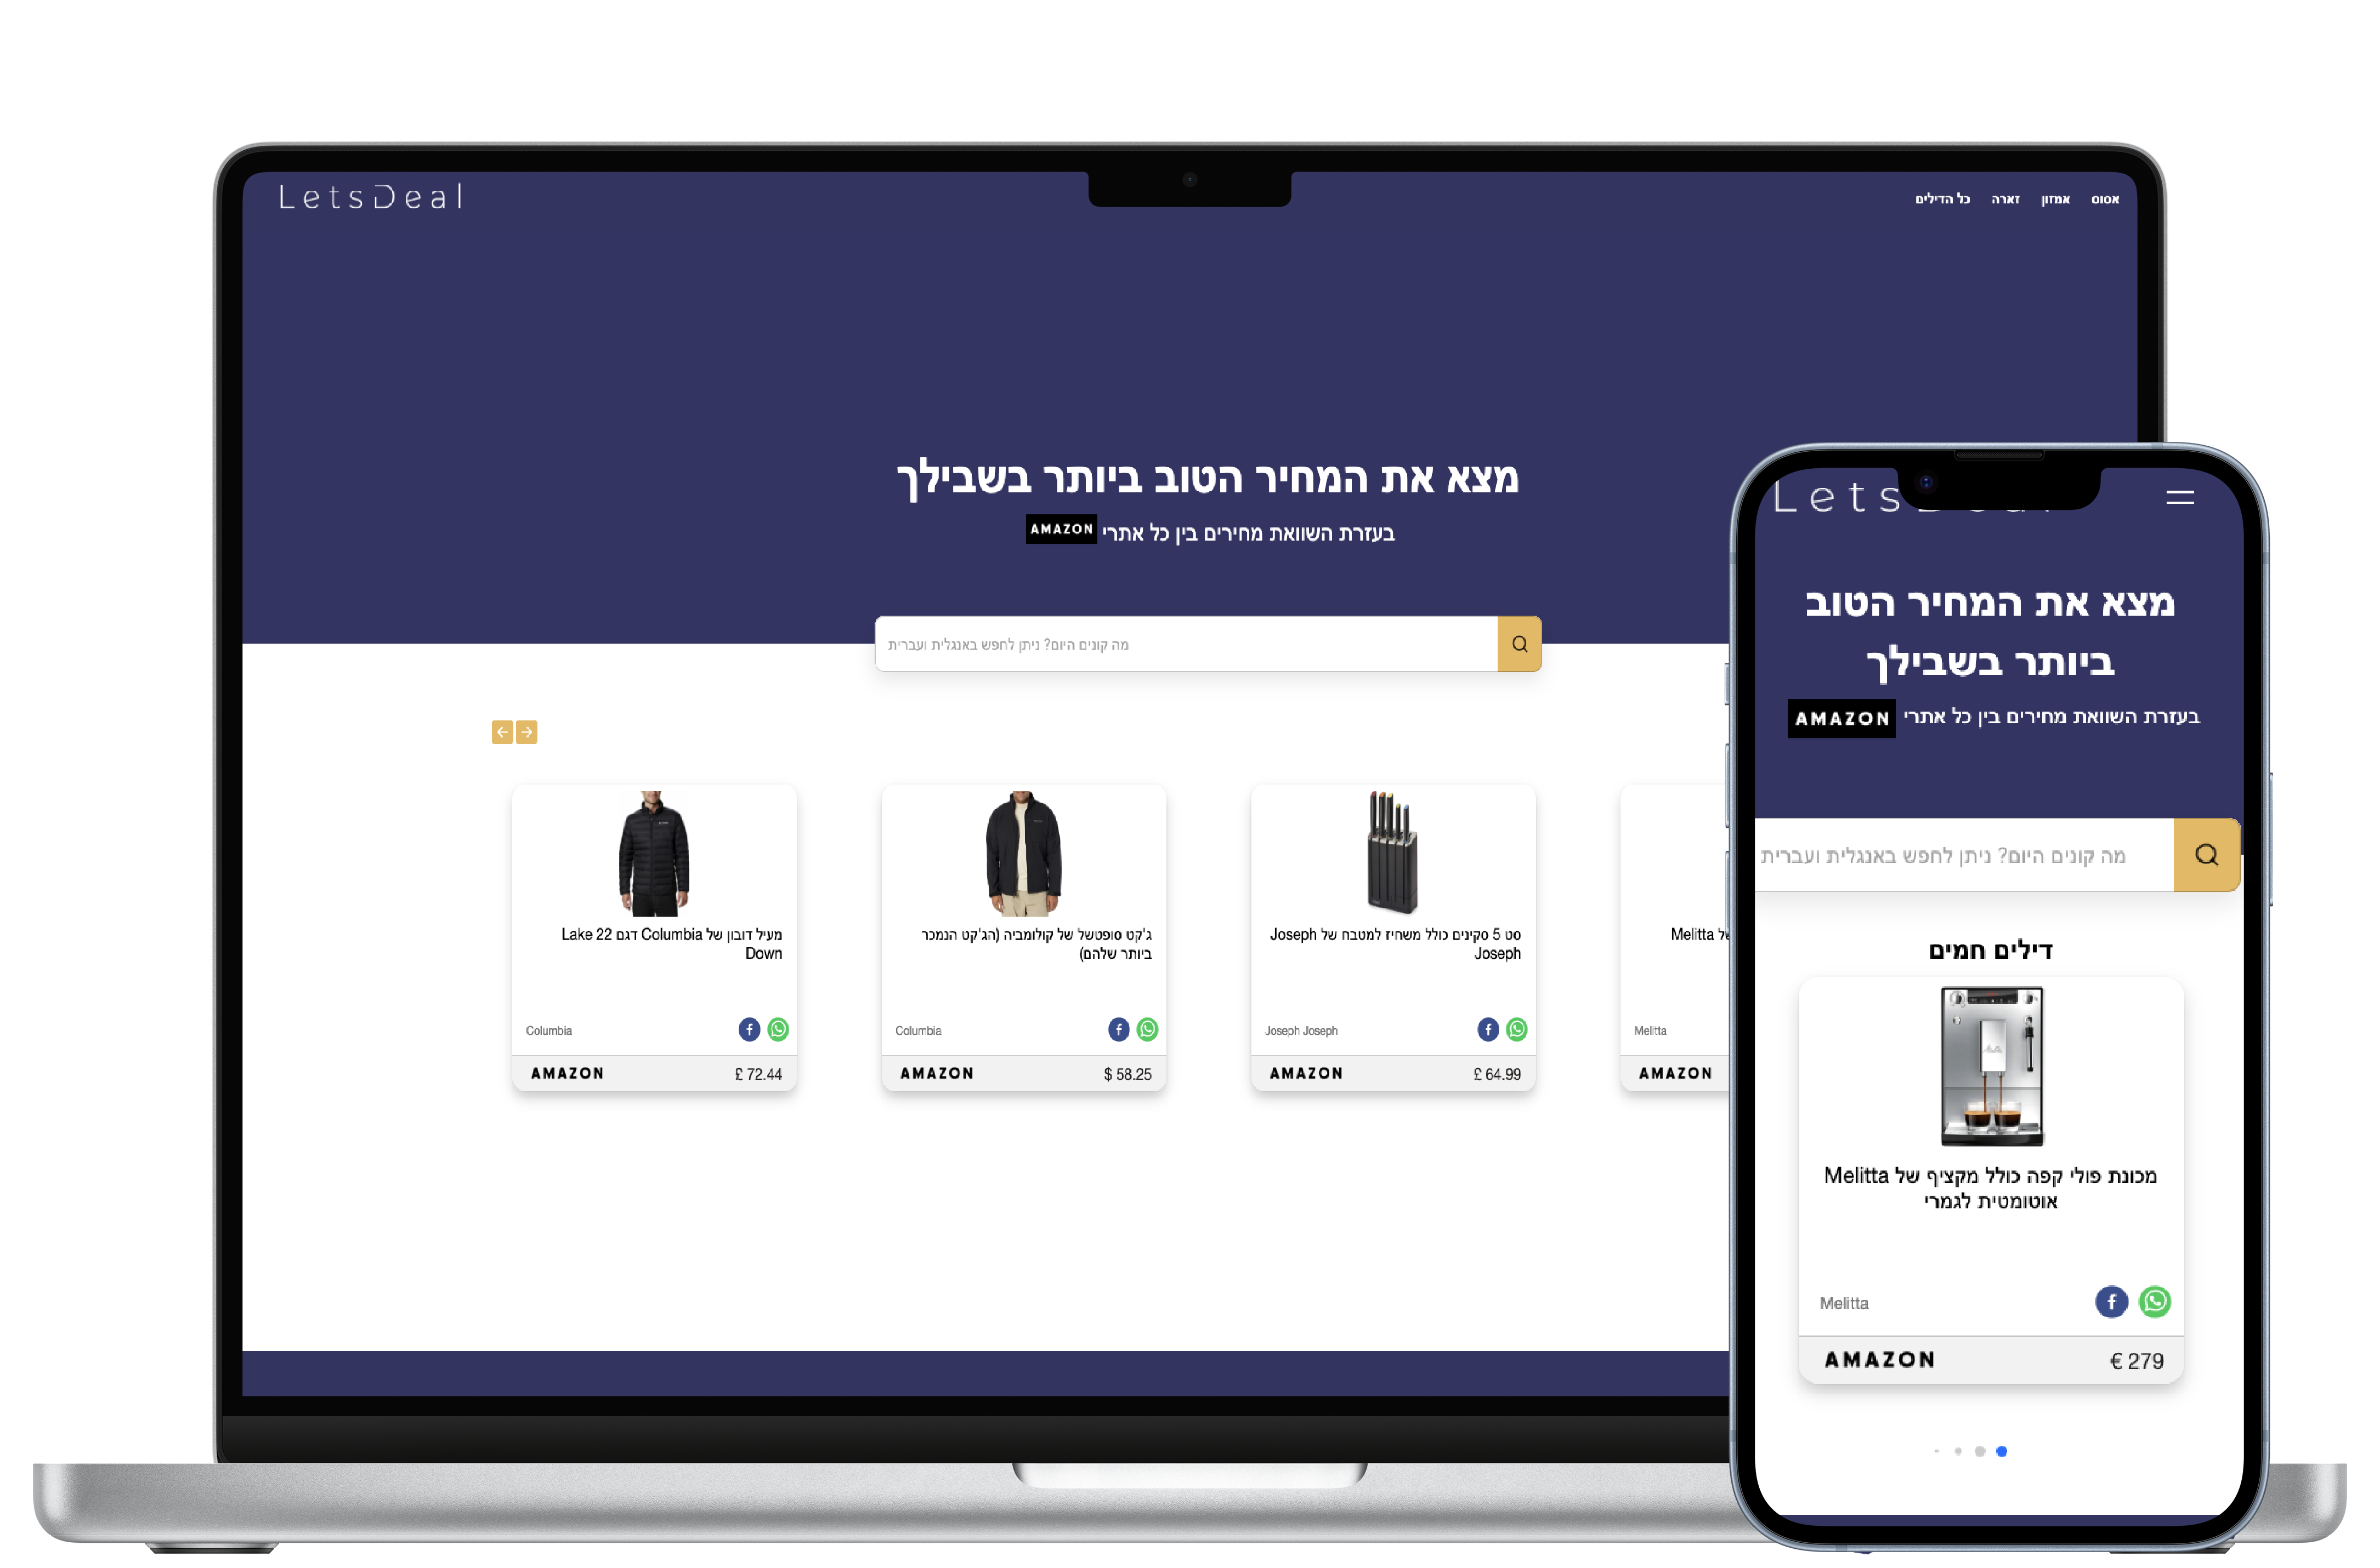 LetsDeal
אסוס אמזון זארה כל הדילים
מצא את המחיר הטוב ביותר בשבילך
בעזרת השוואת מחירים בין כל אתרי AMAZON
מה קונים היום? ניתן לחפש באנגלית ועברית
מעיל דובון של Columbia דגם Lake 22
Down
Columbia
AMAZON
£ 72.44
ג'קט סופטשל של קולומביה (הג'קט הנמכר
ביותר שלהם)
Columbia
AMAZON
$ 58.25
סט 5 סקינים כולל משחיז למטבח של Joseph
Joseph
Joseph Joseph
AMAZON
£ 64.99
של Melitta
Melitta
AMAZON
Lets
מצא את המחיר הטוב
ביותר בשבילך
בעזרת השוואת מחירים בין כל אתרי AMAZON
מה קונים היום? ניתן לחפש באנגלית ועברית
דילים חמים
מכונת פולי קפה כולל מקציף של Melitta
אוטומטית לגמרי
Melitta
AMAZON
€ 279